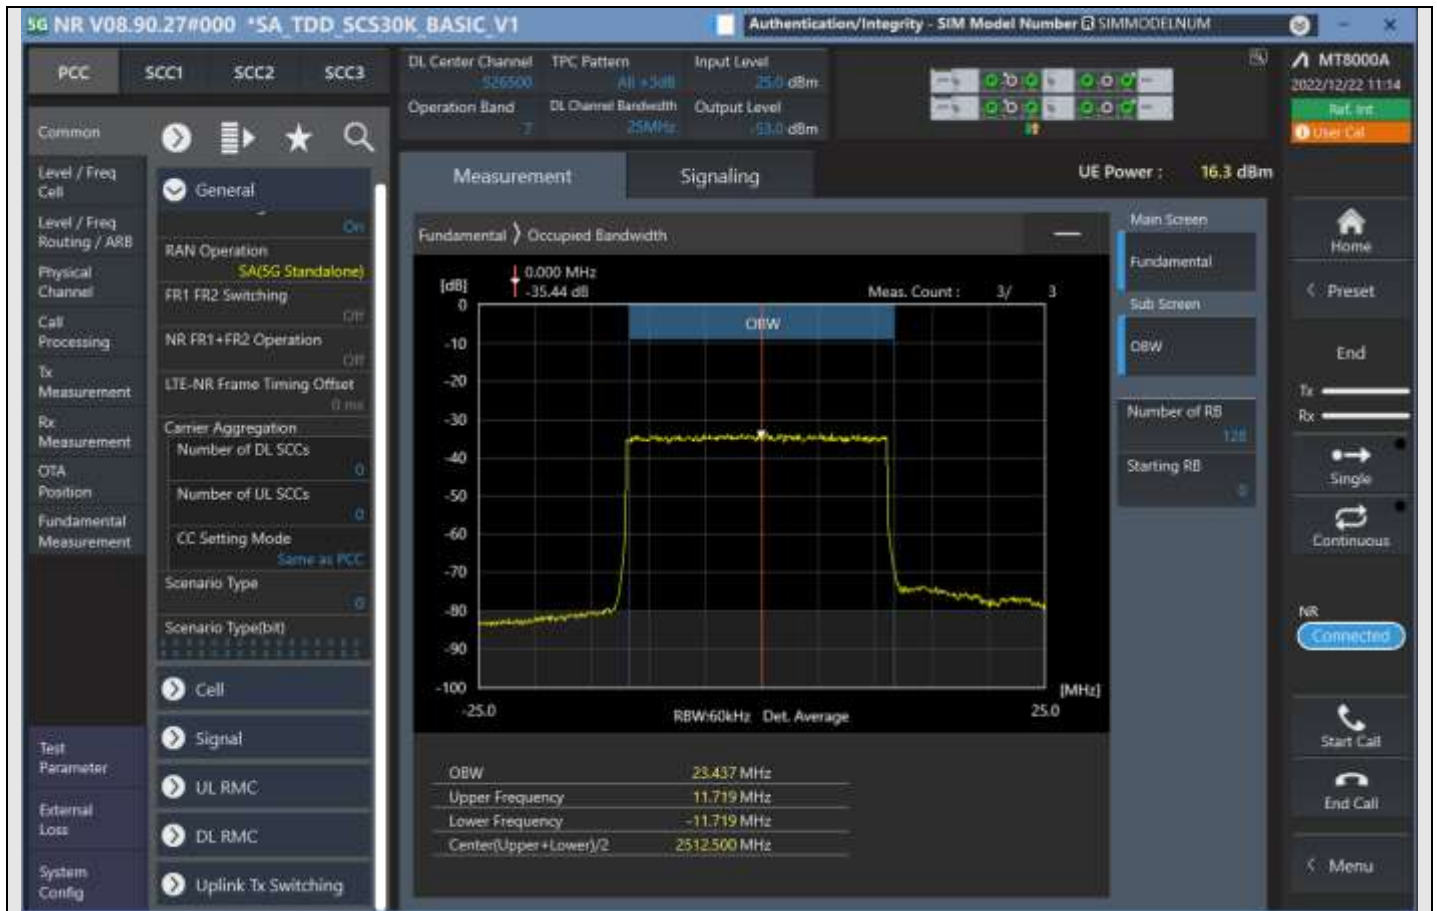 5G NR V08.90.27#000 *SA_TDD_SCS30K_BASIC_V1
Authentication/Integrity - SIM Model Number SIMMODELNUM
PCC SCC1 SCC2 SCC3
DL Center Channel TPC Pattern Input Level
526500 All +3dB 25.0 dBm
Operation Band DL Channel Bandwidth Output Level
7 25MHz -53.0 dBm
MT8000A
2022/12/22 11:14
Ref. Int
User Cal
Common
Level / Freq
Cell
Level / Freq
Routing / ARB
Physical
Channel
Call
Processing
Tx
Measurement
Rx
Measurement
OTA
Position
Fundamental
Measurement
Test
Parameter
External
Loss
System
Config
General
On
RAN Operation
SA(5G Standalone)
FR1 FR2 Switching
Off
NR FR1+FR2 Operation
Off
LTE-NR Frame Timing Offset
0 ms
Carrier Aggregation
Number of DL SCCs
0
Number of UL SCCs
0
CC Setting Mode
Same as PCC
Scenario Type
0
Scenario Type(bit)
Cell
Signal
UL RMC
DL RMC
Uplink Tx Switching
Measurement Signaling
UE Power : 16.3 dBm
Fundamental Occupied Bandwidth
[dB]
0.000 MHz
-35.44 dB
Meas. Count : 3/ 3
OBW
0
-10
-20
-30
-40
-50
-60
-70
-80
-90
-100
[MHz]
-25.0 25.0
RBW:60kHz Det. Average
OBW 23.437 MHz
Upper Frequency 11.719 MHz
Lower Frequency -11.719 MHz
Center(Upper+Lower)/2 2512.500 MHz
Main Screen
Fundamental
Sub Screen
OBW
Number of RB
128
Starting RB
0
Home
Preset
End
Tx
Rx
Single
Continuous
NR
Connected
Start Call
End Call
Menu